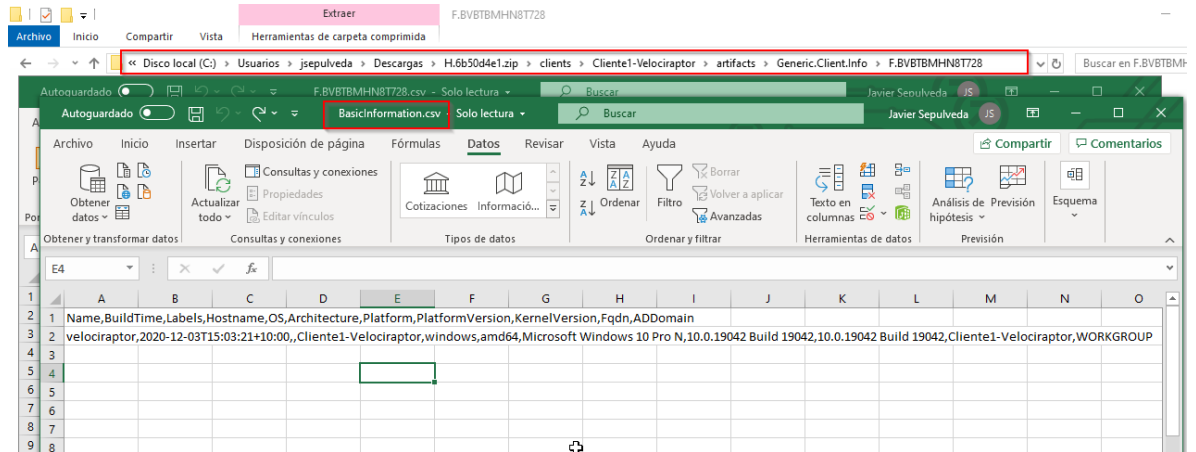 Extraer
F.BVBTBMHN8T728
Archivo Inicio Compartir Vista Herramientas de carpeta comprimida
« Disco local (C:) › Usuarios › jsepulveda › Descargas › H.6b50d4e1.zip › clients › Cliente1-Velociraptor › artifacts › Generic.Client.Info › F.BVBTBMHN8T728
Buscar en F.BVBTBMH
Autoguardado F.BVBTBMHN8T728.csv - Solo lectura Buscar Javier Sepulveda JS
Autoguardado BasicInformation.csv - Solo lectura Buscar Javier Sepulveda JS
Archivo Inicio Insertar Disposición de página Fórmulas Datos Revisar Vista Ayuda Compartir Comentarios
Obtener datos
Actualizar todo
Consultas y conexiones
Propiedades
Editar vínculos
Cotizaciones Informació...
Ordenar
Filtro
Borrar
Volver a aplicar
Avanzadas
Texto en columnas
Análisis de hipótesis
Previsión
Esquema
Obtener y transformar datos Consultas y conexiones Tipos de datos Ordenar y filtrar Herramientas de datos Previsión
E4 fx
A B C D E F G H I J K L M N O
1 Name,BuildTime,Labels,Hostname,OS,Architecture,Platform,PlatformVersion,KernelVersion,Fqdn,ADDomain
2 velociraptor,2020-12-03T15:03:21+10:00,,Cliente1-Velociraptor,windows,amd64,Microsoft Windows 10 Pro N,10.0.19042 Build 19042,10.0.19042 Build 19042,Cliente1-Velociraptor,WORKGROUP
3
4
5
6
7
8